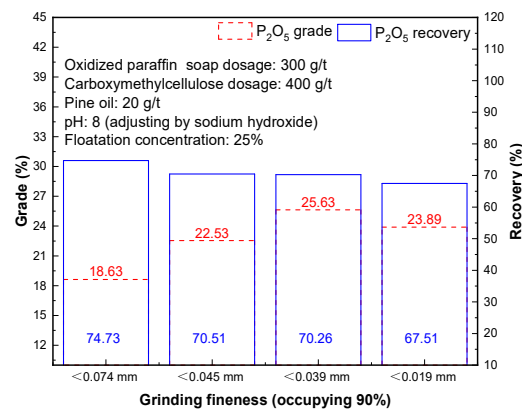 P2O5 grade P2O5 recovery
Oxidized paraffin soap dosage: 300 g/t
Carboxymethylcellulose dosage: 400 g/t
Pine oil: 20 g/t
pH: 8 (adjusting by sodium hydroxide)
Floatation concentration: 25%
Grade (%)
45
42
39
36
33
30
27
24
21
18
15
12
Recovery (%)
120
110
100
90
80
70
60
50
40
30
20
10
18.63
22.53
25.63
23.89
74.73
70.51
70.26
67.51
<0.074 mm
<0.045 mm
<0.039 mm
<0.019 mm
Grinding fineness (occupying 90%)